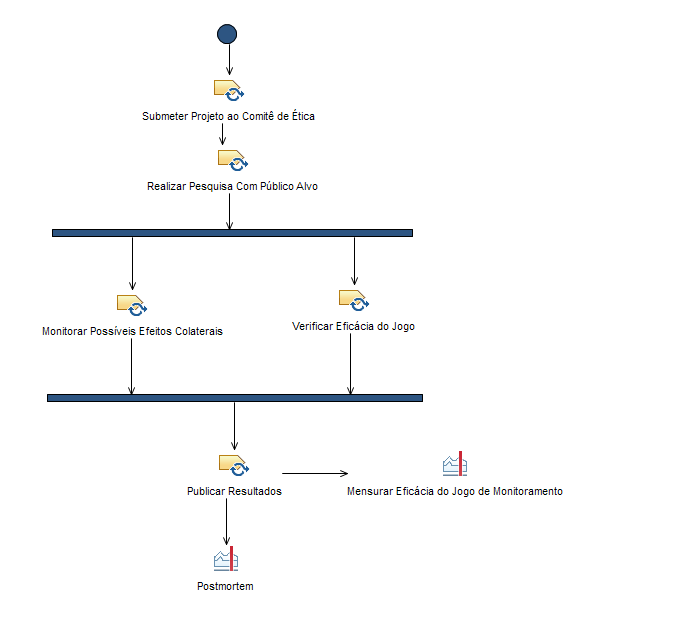 Submeter Projeto ao Comitê de Ética
Realizar Pesquisa Com Público Alvo
Monitorar Possíveis Efeitos Colaterais
Verificar Eficácia do Jogo
Publicar Resultados
Mensurar Eficácia do Jogo de Monitoramento
Postmortem